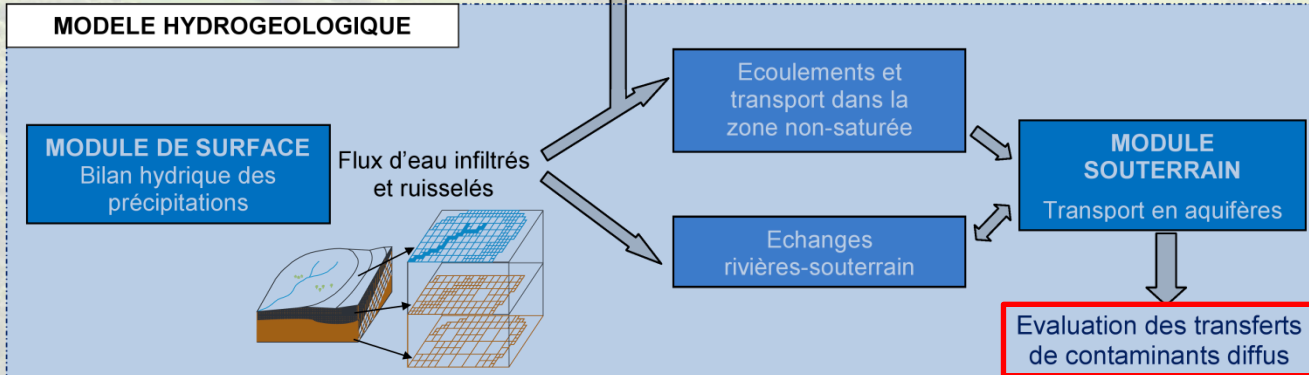 MODELE HYDROGEOLOGIQUE
MODULE DE SURFACE
Bilan hydrique des
précipitations
Flux d'eau infiltrés
et ruisselés
Ecoulements et
transport dans la
zone non-saturée
Echanges
rivières-souterrain
MODULE
SOUTERRAIN
Transport en aquifères
Evaluation des transferts
de contaminants diffus